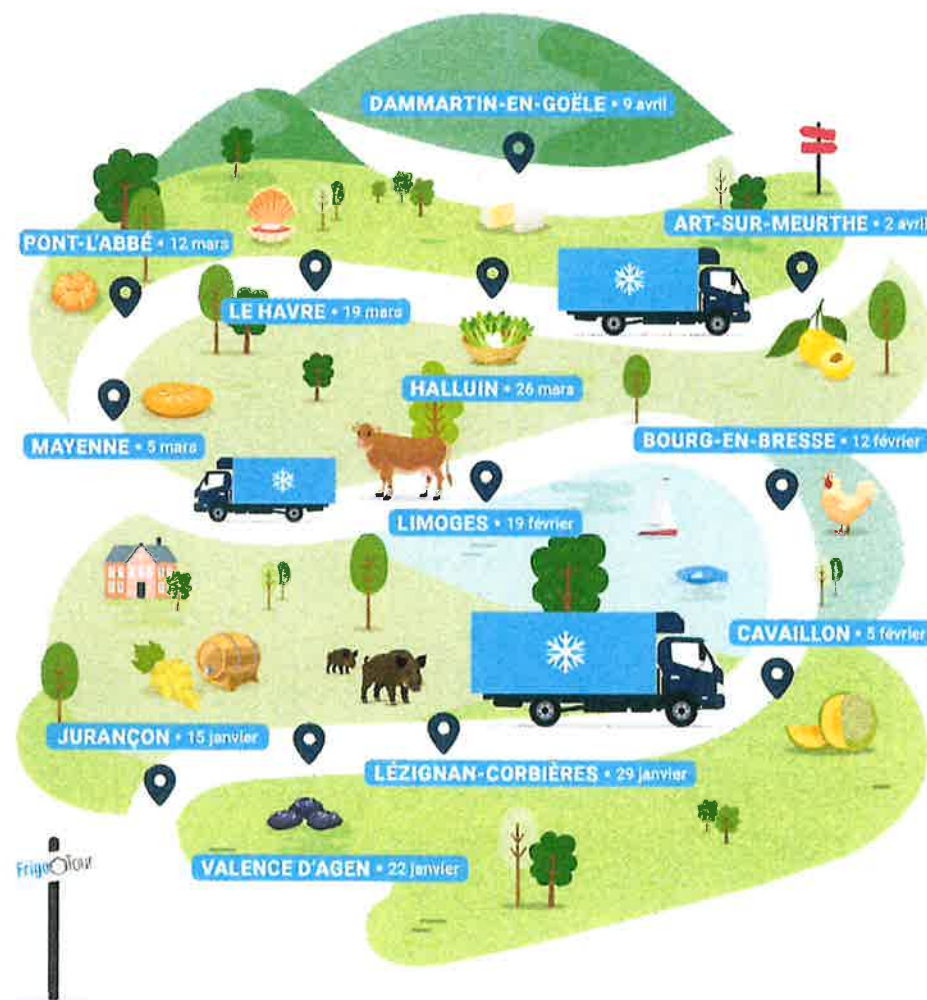 DAMMARTIN-EN-GOËLE • 9 avril
ART-SUR-MEURTHE • 2 avril
PONT-L'ABBÉ • 12 mars
LE HAVRE • 19 mars
HALLUIN • 26 mars
MAYENNE • 5 mars
BOURG-EN-BRESSE • 12 février
LIMOGES • 19 février
CAVAILLON • 5 février
JURANÇON • 15 janvier
LÉZIGNAN-CORBIÈRES • 29 janvier
VALENCE D'AGEN • 22 janvier
FrigoTour